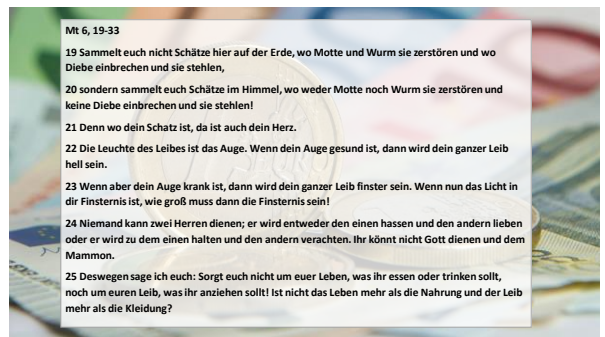 Mt 6, 19-33
19 Sammelt euch nicht Schätze hier auf der Erde, wo Motte und Wurm sie zerstören und wo
Diebe einbrechen und sie stehlen,
20 sondern sammelt euch Schätze im Himmel, wo weder Motte noch Wurm sie zerstören und
keine Diebe einbrechen und sie stehlen!
21 Denn wo dein Schatz ist, da ist auch dein Herz.
22 Die Leuchte des Leibes ist das Auge. Wenn dein Auge gesund ist, dann wird dein ganzer Leib
hell sein.
23 Wenn aber dein Auge krank ist, dann wird dein ganzer Leib finster sein. Wenn nun das Licht in
dir Finsternis ist, wie groß muss dann die Finsternis sein!
24 Niemand kann zwei Herren dienen; er wird entweder den einen hassen und den andern lieben
oder er wird zu dem einen halten und den andern verachten. Ihr könnt nicht Gott dienen und dem
Mammon.
25 Deswegen sage ich euch: Sorgt euch nicht um euer Leben, was ihr essen oder trinken sollt,
noch um euren Leib, was ihr anziehen sollt! Ist nicht das Leben mehr als die Nahrung und der Leib
mehr als die Kleidung?